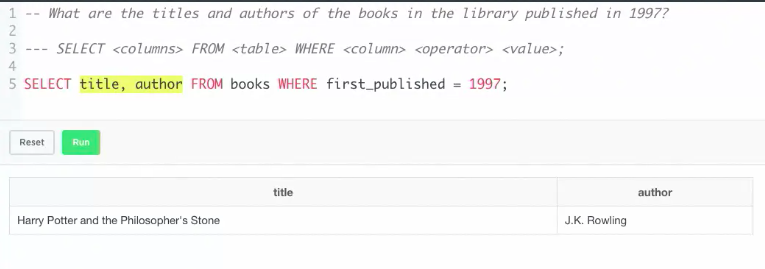 1 -- What are the titles and authors of the books in the library published in 1997?
2
3 --- SELECT <columns> FROM <table> WHERE <column> <operator> <value>;
4
5 SELECT title, author FROM books WHERE first_published = 1997;
Reset Run
title author
Harry Potter and the Philosopher's Stone J.K. Rowling